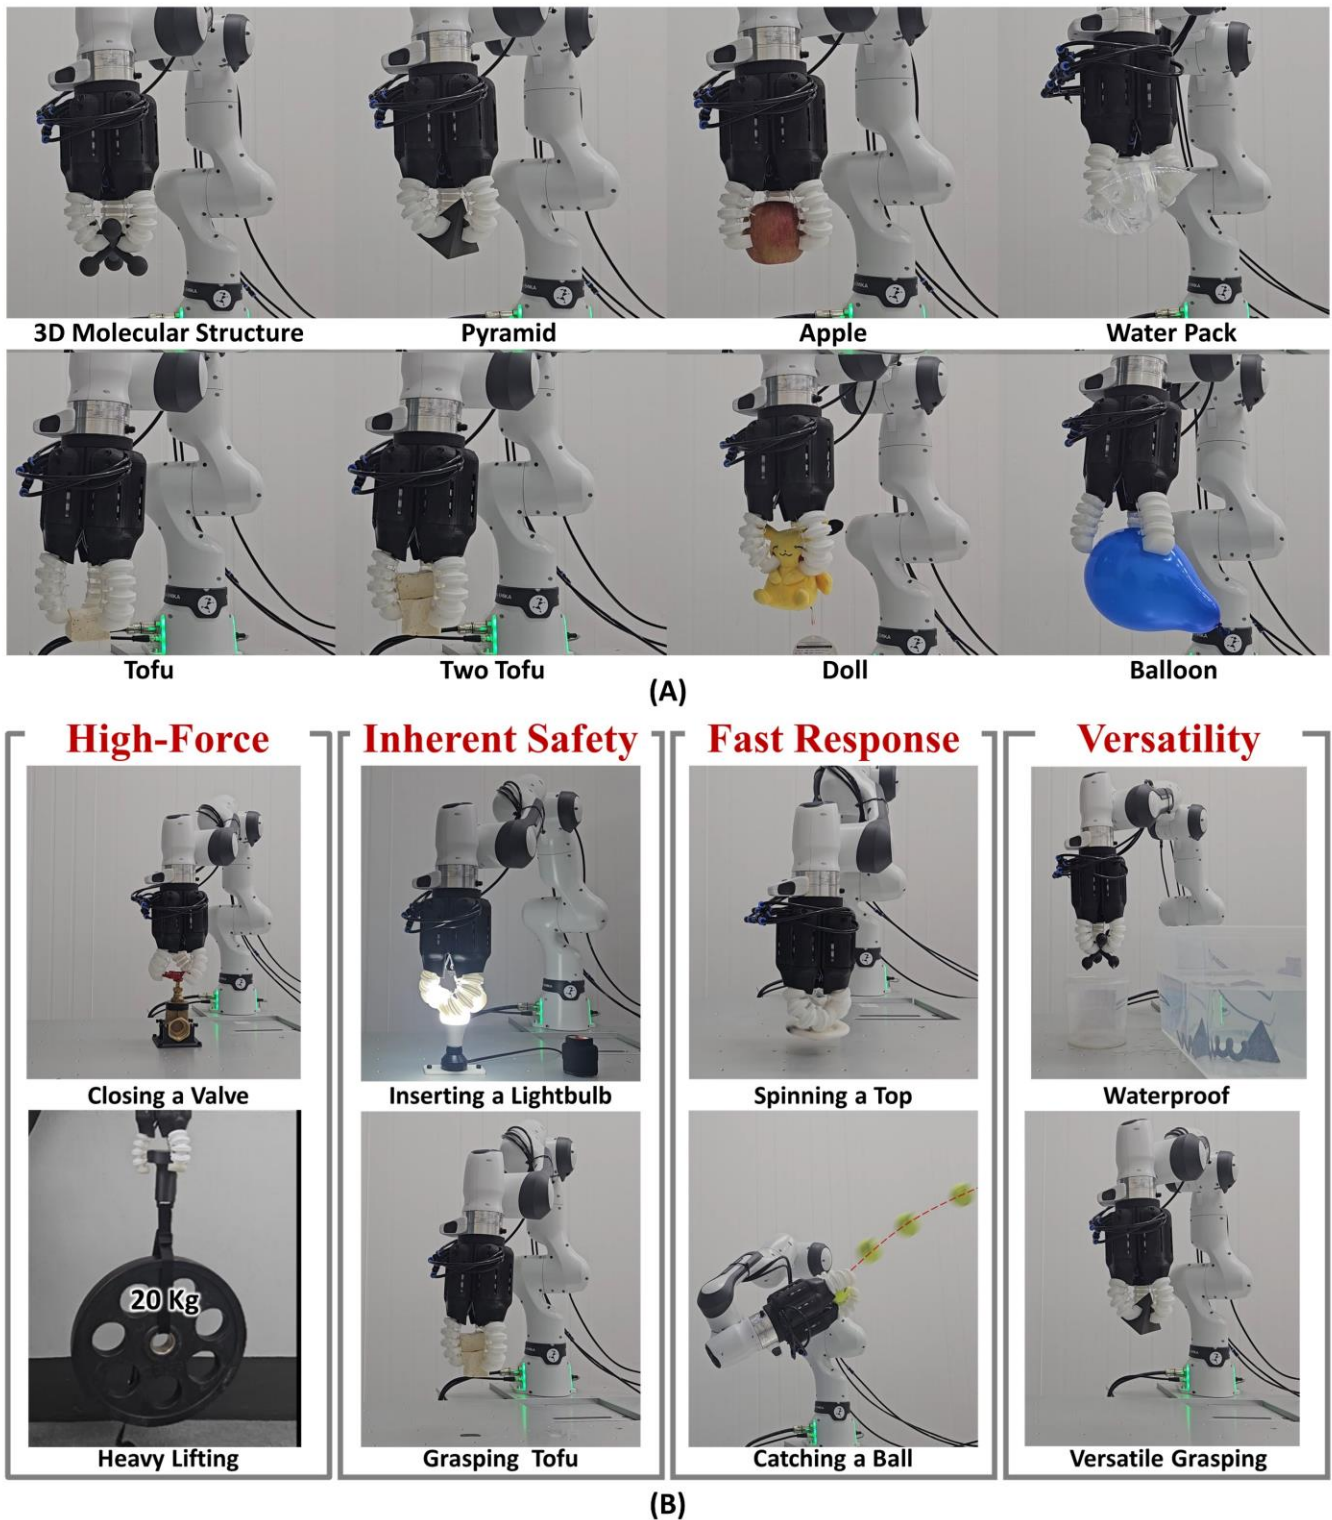 3D Molecular Structure Pyramid Apple Water Pack
Tofu Two Tofu Doll Balloon
(A)
High-Force Inherent Safety Fast Response Versatility
Closing a Valve Inserting a Lightbulb Spinning a Top Waterproof
20 Kg
Heavy Lifting Grasping Tofu Catching a Ball Versatile Grasping
(B)